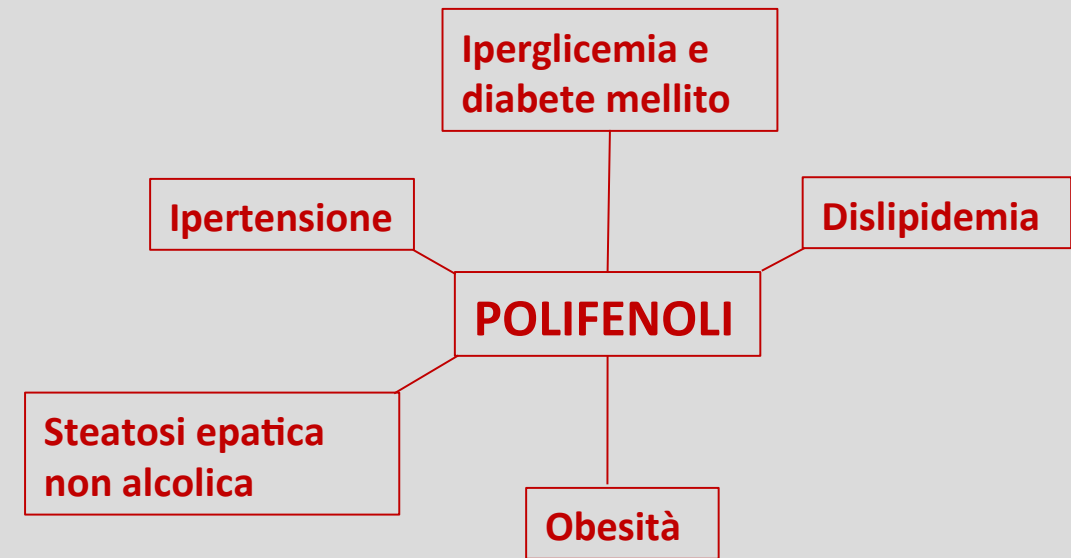 Iperglicemia e
diabete mellito
Ipertensione
Dislipidemia
POLIFENOLI
Steatosi epatica
non alcolica
Obesità